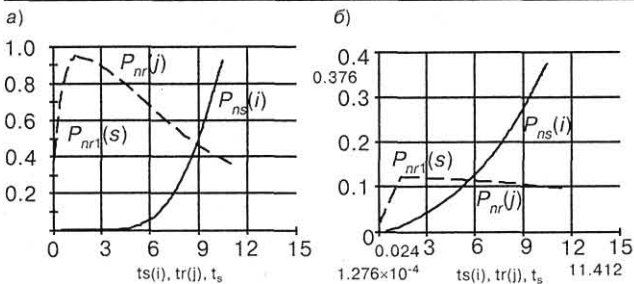 а)
1.0
0.8
0.6
0.4
0.2
P_nr(j)
P_ns(i)
P_nr1(s)
0 3 6 9 12 15
ts(i), tr(j), t_s
б)
0.4
0.376
0.3
0.2
0.1
0
P_ns(i)
P_nr1(s)
P_nr(j)
0.024 3 6 9 12 15
1.276×10⁻⁴ ts(i), tr(j), t_s 11.412